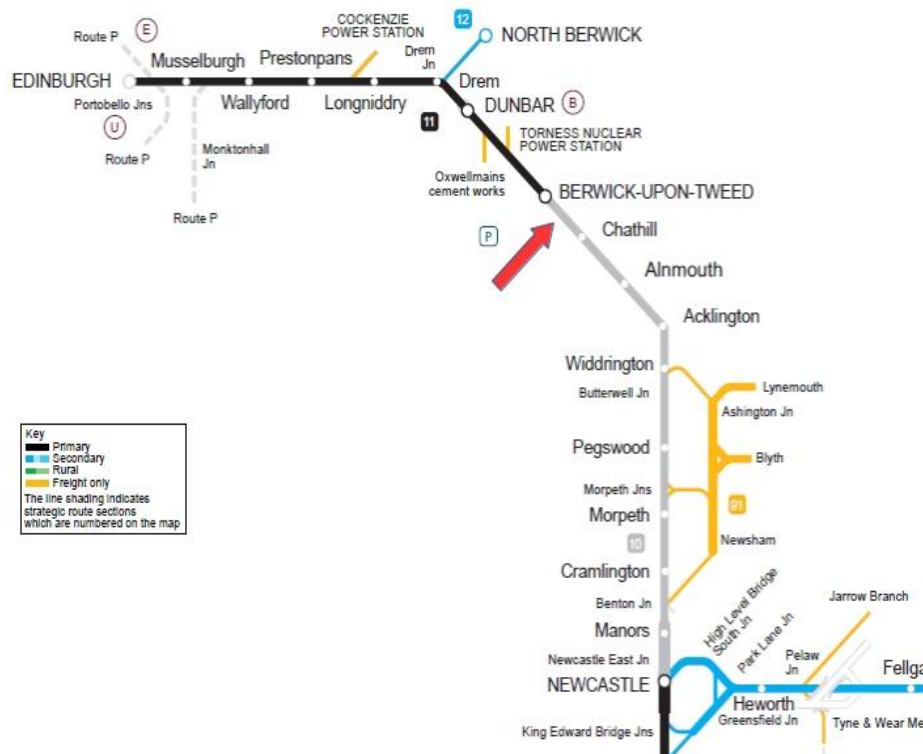 COCKENZIE
POWER STATION
12
Route P
E
NORTH BERWICK
Drem
Jn
Musselburgh
Prestonpans
EDINBURGH
Drem
Portobello Jns
Wallyford
Longniddry
DUNBAR
B
U
11
TORNESS NUCLEAR
POWER STATION
Monktonhall
Jn
Route P
Oxwellmains
cement works
BERWICK-UPON-TWEED
Route P
P
Chathill
Alnmouth
Acklington
Widdrington
Butterwell Jn
Lynemouth
Ashington Jn
Key
Primary
Secondary
Rural
Freight only
The line shading indicates
strategic route sections
which are numbered on the map
Pegswood
Blyth
Morpeth Jns
Morpeth
91
10
Newsham
Cramlington
Benton Jn
High Level Bridge
South Jn
Park Lane Jn
Jarrow Branch
Manors
Newcastle East Jn
Pelaw
Jn
NEWCASTLE
Fellga
Heworth
Greensfield Jn
King Edward Bridge Jns
Tyne & Wear Me